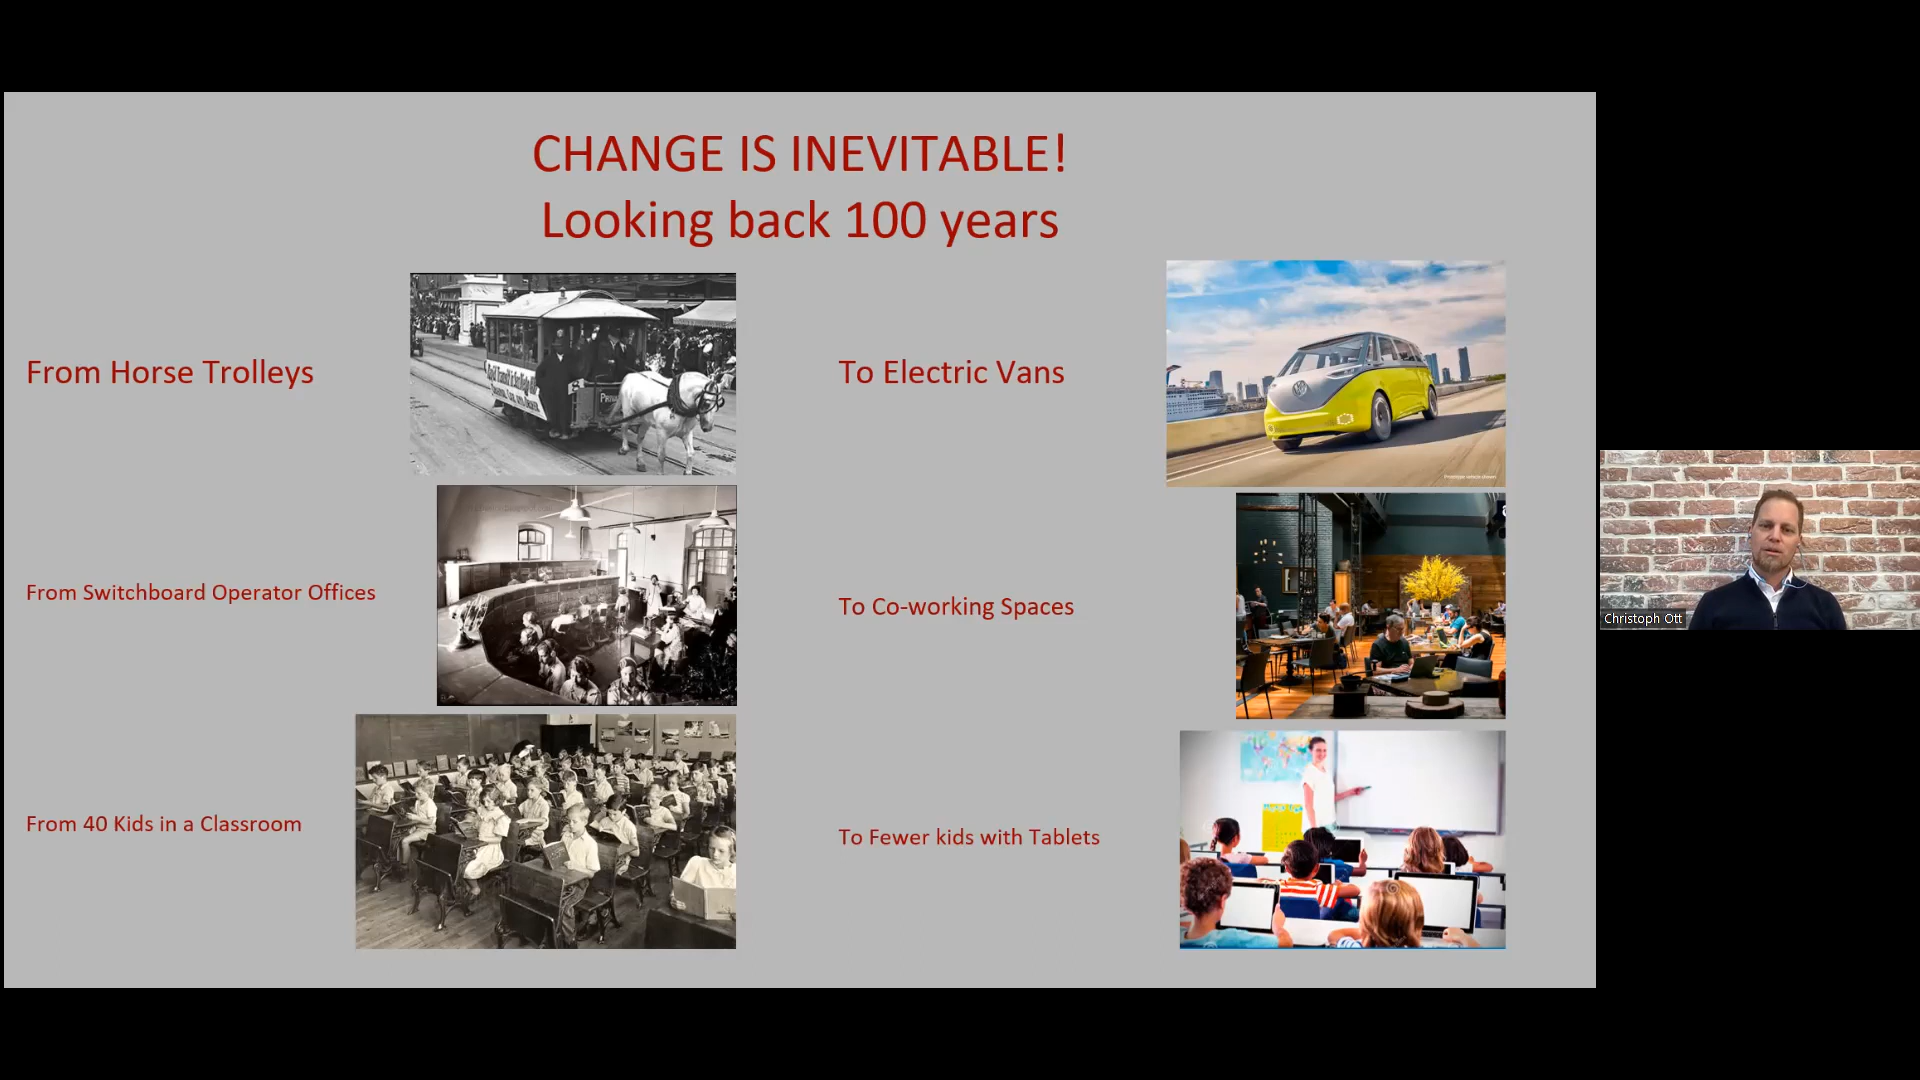 CHANGE IS INEVITABLE!
Looking back 100 years
From Horse Trolleys
To Electric Vans
From Switchboard Operator Offices
To Co-working Spaces
From 40 Kids in a Classroom
To Fewer kids with Tablets
Christoph Ott